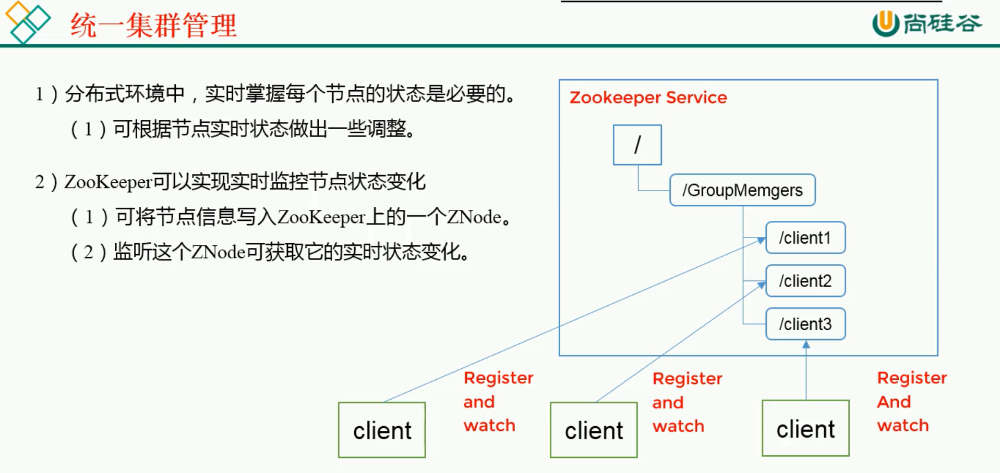 统一集群管理
尚硅谷
1）分布式环境中，实时掌握每个节点的状态是必要的。
（1）可根据节点实时状态做出一些调整。
2）ZooKeeper可以实现实时监控节点状态变化
（1）可将节点信息写入ZooKeeper上的一个ZNode。
（2）监听这个ZNode可获取它的实时状态变化。
Zookeeper Service
/
/GroupMemgers
/client1
/client2
/client3
client
Register
and
watch
client
Register
and
watch
client
Register
And
watch